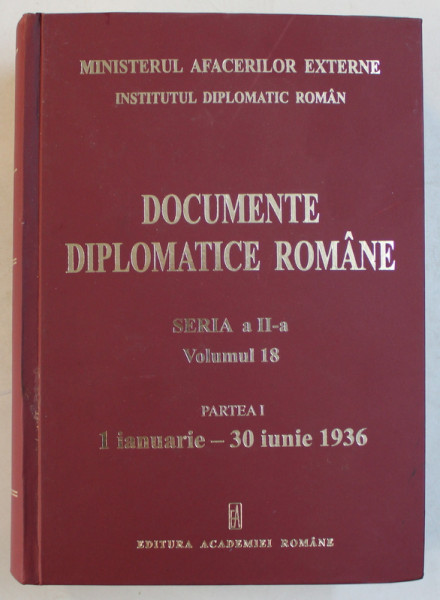 MINISTERUL AFACERILOR EXTERNE
INSTITUTUL DIPLOMATIC ROMÂN
DOCUMENTE
DIPLOMATICE ROMÂNE
SERIA a II-a
Volumul 18
PARTEA I
1 ianuarie – 30 iunie 1936
EA
EDITURA ACADEMIEI ROMÂNE